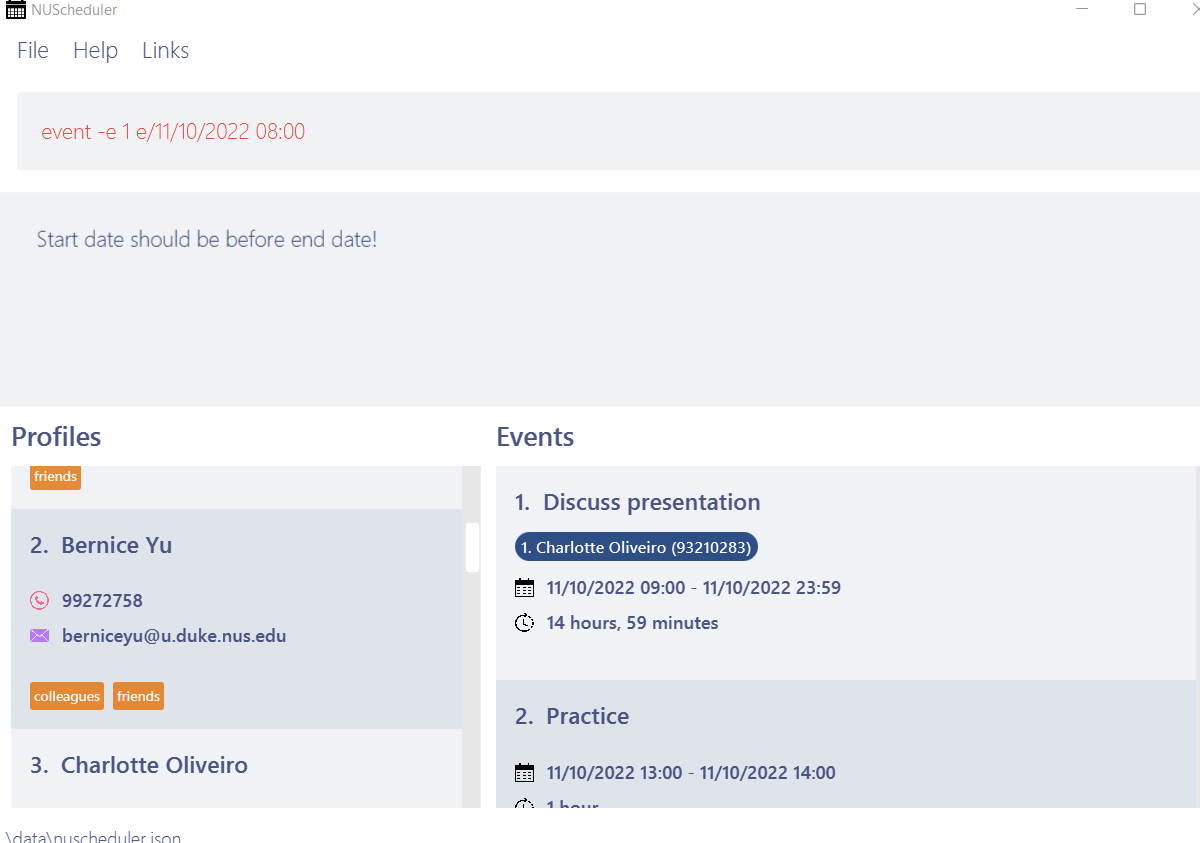 NUScheduler
File Help Links
event -e 1 e/11/10/2022 08:00
Start date should be before end date!
Profiles
friends
2. Bernice Yu
99272758
berniceyu@u.duke.nus.edu
colleagues friends
3. Charlotte Oliveiro
Events
1. Discuss presentation
1. Charlotte Oliveiro (93210283)
11/10/2022 09:00 - 11/10/2022 23:59
14 hours, 59 minutes
2. Practice
11/10/2022 13:00 - 11/10/2022 14:00
1 hour
\data\nuscheduler.json